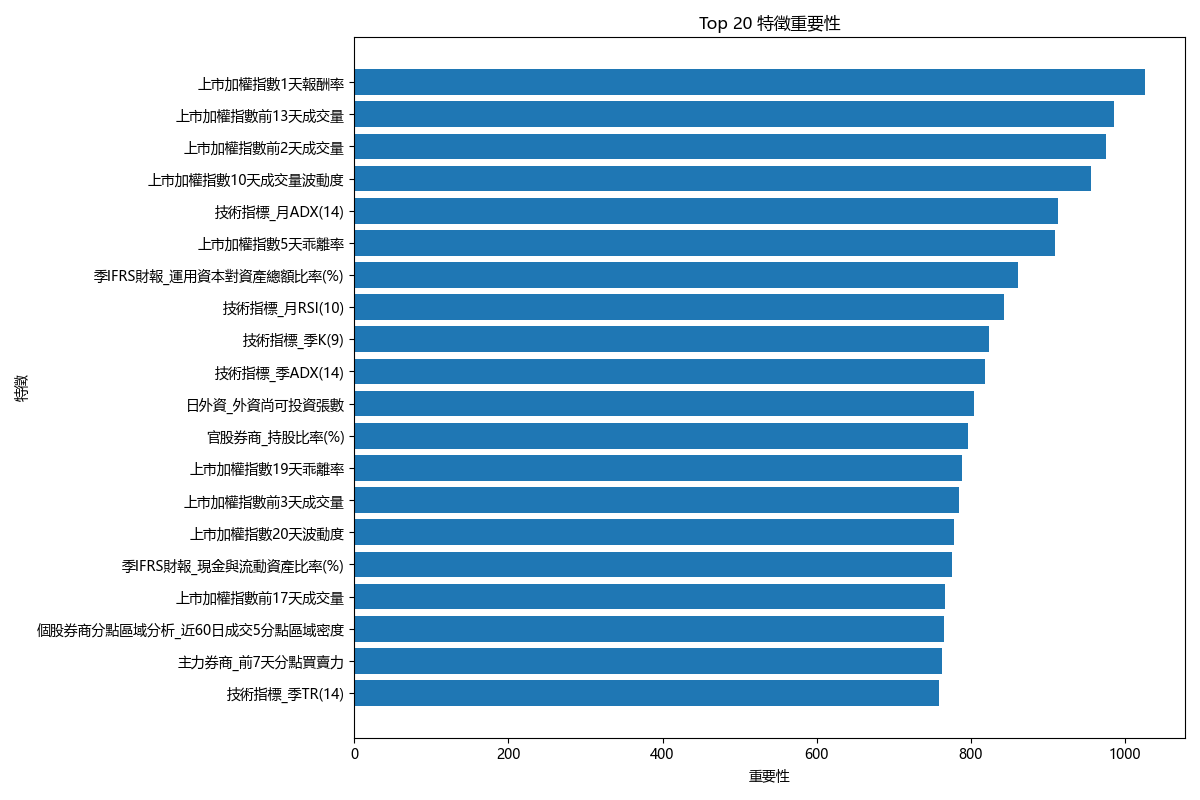 Top 20 特徵重要性
上市加權指數1天報酬率
上市加權指數前13天成交量
上市加權指數前2天成交量
上市加權指數10天成交量波動度
技術指標_月ADX(14)
上市加權指數5天乖離率
季IFRS財報_運用資本對資產總額比率(%)
技術指標_月RSI(10)
技術指標_季K(9)
技術指標_季ADX(14)
日外資_外資尚可投資張數
官股券商_持股比率(%)
上市加權指數19天乖離率
上市加權指數前3天成交量
上市加權指數20天波動度
季IFRS財報_現金與流動資產比率(%)
上市加權指數前17天成交量
個股券商分點區域分析_近60日成交5分點區域密度
主力券商_前7天分點買賣力
技術指標_季TR(14)
特徵
0 200 400 600 800 1000
重要性